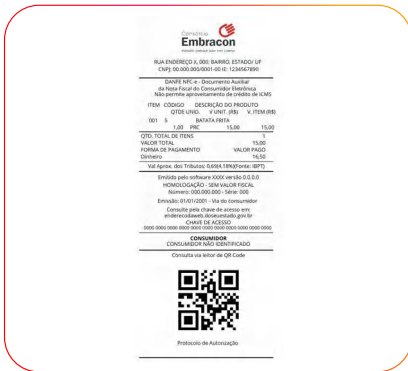 Consórcio
Embracon
RUA ENDEREÇO X, 000, BAIRRO, ESTADO/ UF
CNPJ: 00.000.000/0001-00 IE: 1234567890
DANFE NFC-e - Documento Auxiliar
da Nota Fiscal do Consumidor Eletrônica
Não permite aproveitamento de crédito de ICMS
ITEM CÓDIGO DESCRIÇÃO DO PRODUTO
QTDE UNID. V UNIT. (R$) V. ITEM (R$)
001 5 BATATA FRITA
1,00 PRC 15,00 15,00
QTD. TOTAL DE ITENS 1
VALOR TOTAL 15,00
FORMA DE PAGAMENTO VALOR PAGO
Dinheiro 16,50
Val Aprox. dos Tributos: 0,69(4,18%)(Fonte: IBPT)
Emitido pelo software XXXX versão 0.0.0.0
HOMOLOGAÇÃO - SEM VALOR FISCAL
Número: 000.000.000 - Série: 000
Emissão: 01/01/2001 - Via do consumidor
Consulte pela chave de acesso em:
enderecodaweb.doseuestado.gov.br
CHAVE DE ACESSO
0000 0000 0000 0000 0000 0000 0000 0000 0000 0000 0000
CONSUMIDOR
CONSUMIDOR NÃO IDENTIFICADO
Consulta via leitor de QR Code
Protocolo de Autorização